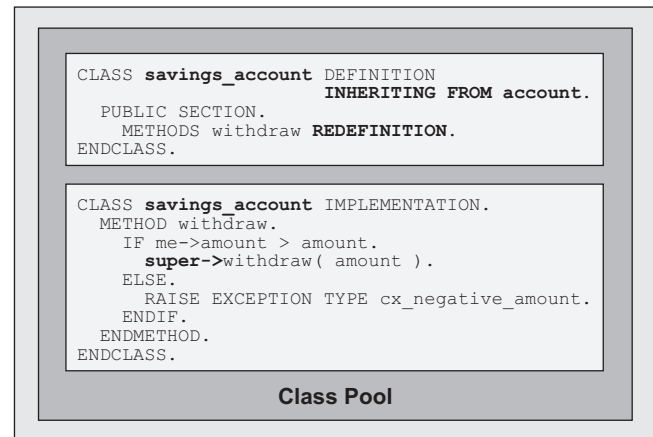 CLASS savings_account DEFINITION
INHERITING FROM account.
PUBLIC SECTION.
METHODS withdraw REDEFINITION.
ENDCLASS.
CLASS savings_account IMPLEMENTATION.
METHOD withdraw.
IF me->amount > amount.
super->withdraw( amount ).
ELSE.
RAISE EXCEPTION TYPE cx_negative_amount.
ENDIF.
ENDMETHOD.
ENDCLASS.
Class Pool